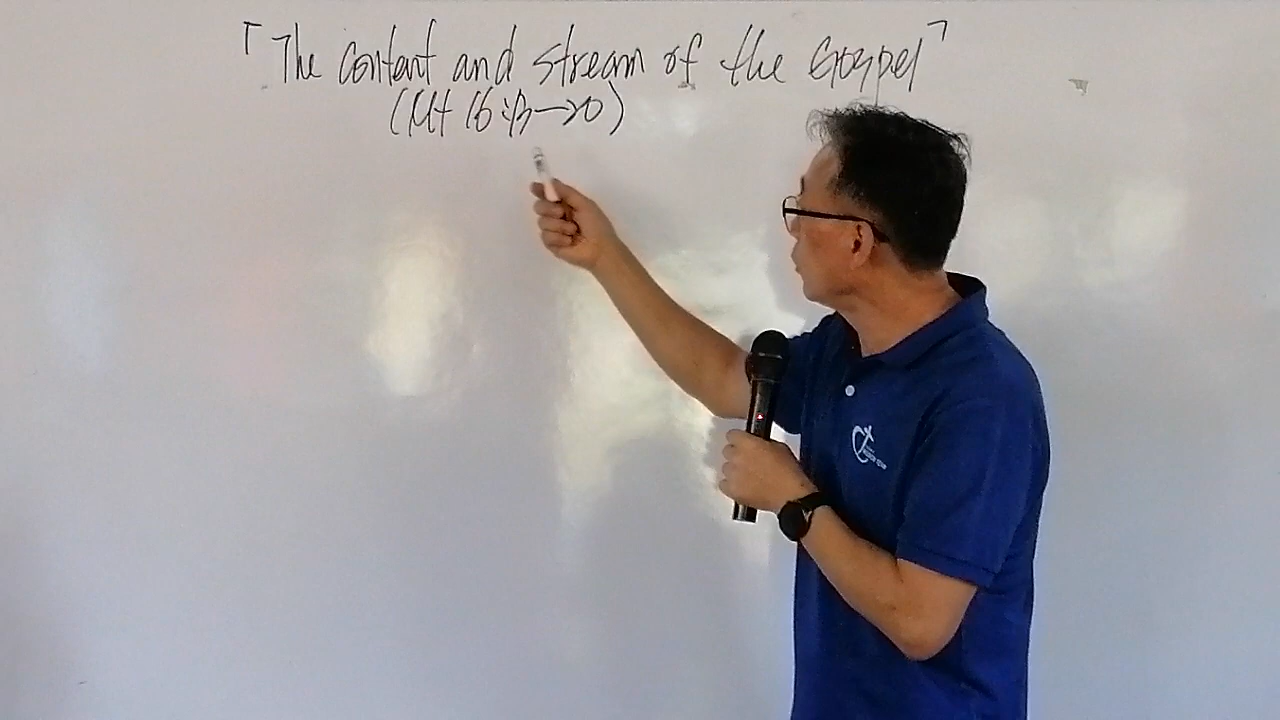 「The content and stream of the Gospel」
(Mt 16:13→20)